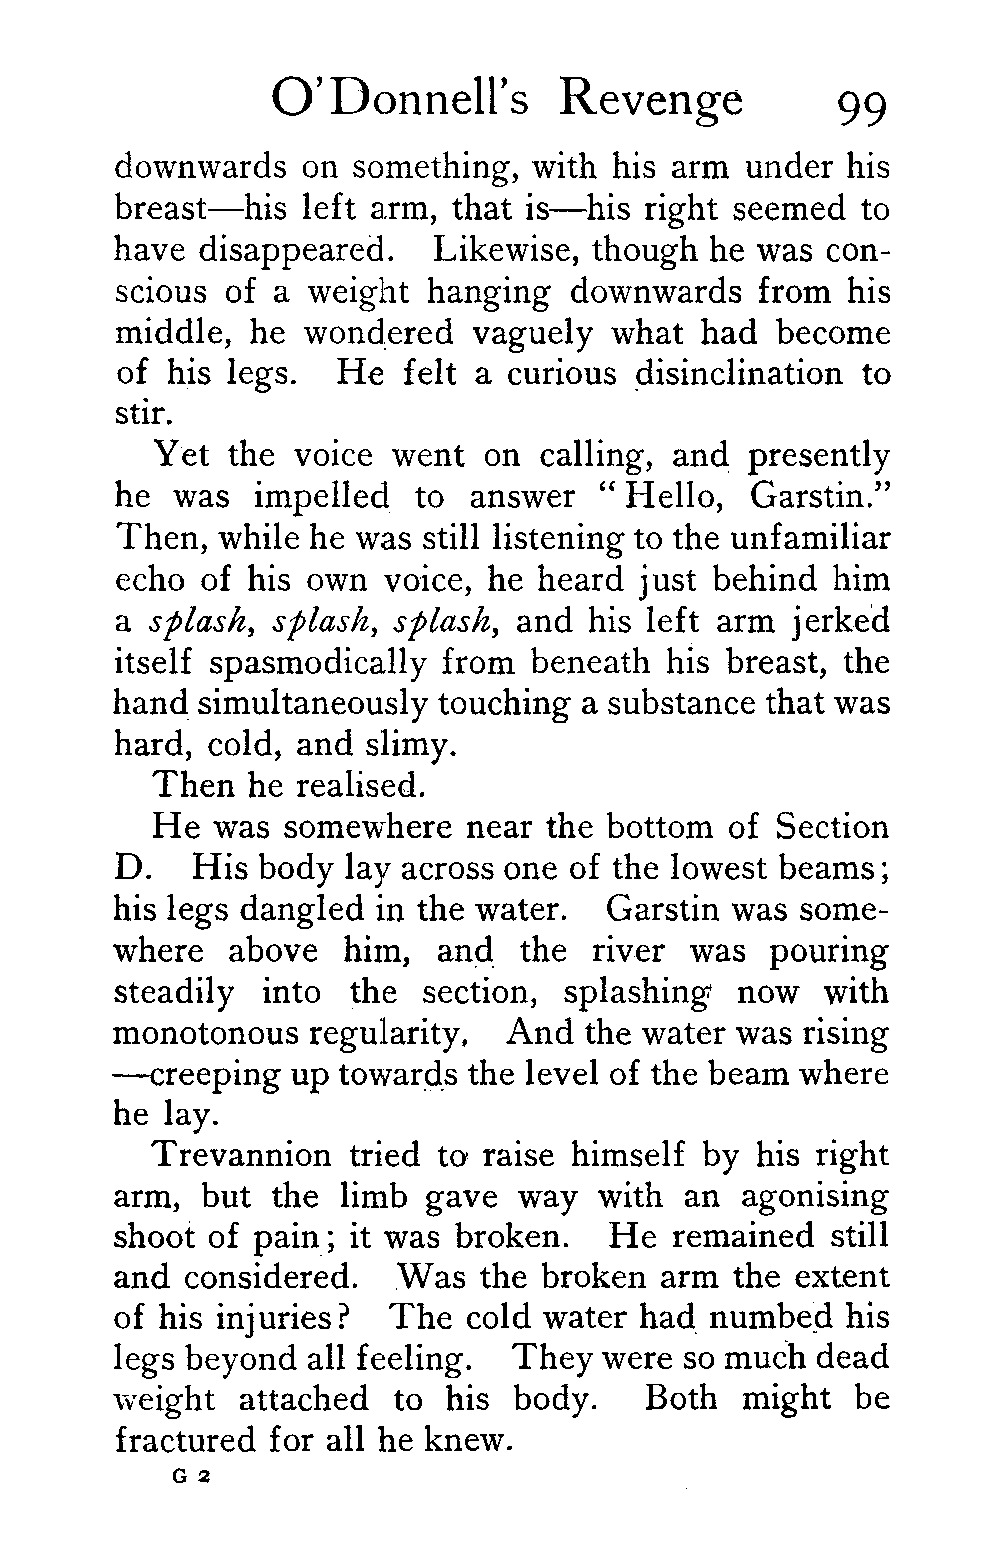 O'Donnell's Revenge 99
downwards on something, with his arm under his
breast—his left arm, that is—his right seemed to
have disappeared. Likewise, though he was con-
scious of a weight hanging downwards from his
middle, he wondered vaguely what had become
of his legs. He felt a curious disinclination to
stir.
Yet the voice went on calling, and presently
he was impelled to answer “Hello, Garstin.”
Then, while he was still listening to the unfamiliar
echo of his own voice, he heard just behind him
a splash, splash, splash, and his left arm jerked
itself spasmodically from beneath his breast, the
hand simultaneously touching a substance that was
hard, cold, and slimy.
Then he realised.
He was somewhere near the bottom of Section
D. His body lay across one of the lowest beams;
his legs dangled in the water. Garstin was some-
where above him, and the river was pouring
steadily into the section, splashing now with
monotonous regularity. And the water was rising
—creeping up towards the level of the beam where
he lay.
Trevannion tried to raise himself by his right
arm, but the limb gave way with an agonising
shoot of pain; it was broken. He remained still
and considered. Was the broken arm the extent
of his injuries? The cold water had numbed his
legs beyond all feeling. They were so much dead
weight attached to his body. Both might be
fractured for all he knew.
G 2